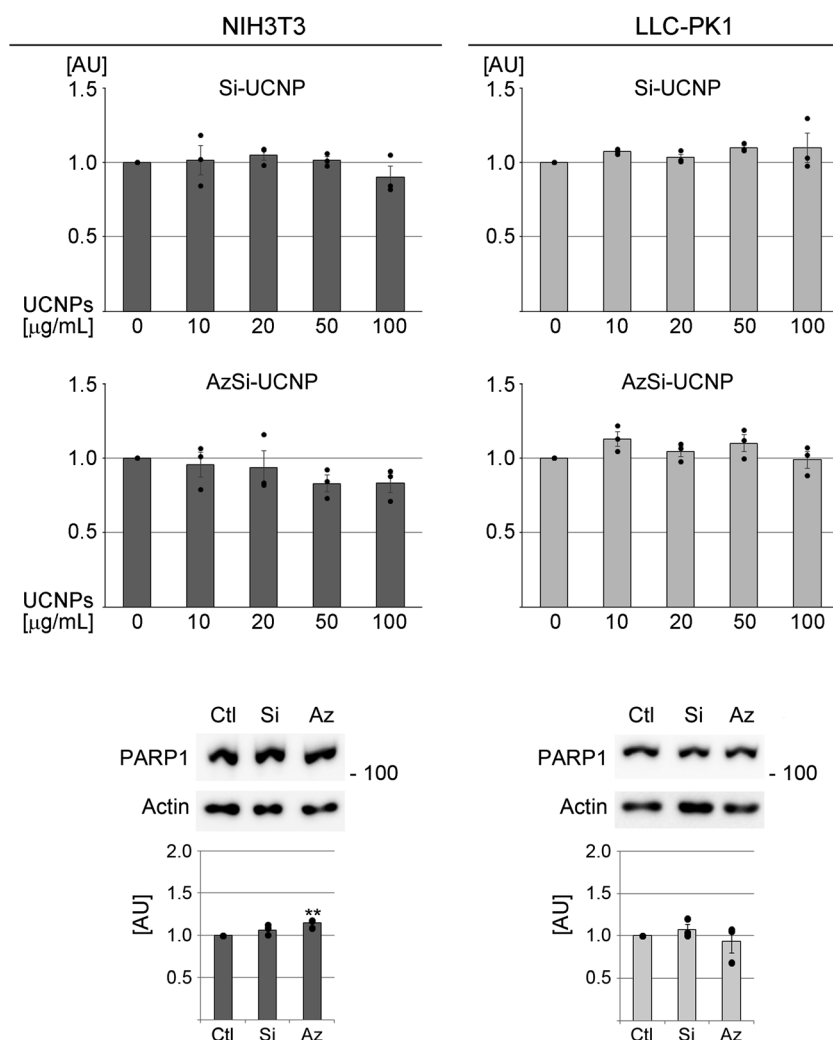 NIH3T3 LLC-PK1
[AU] [AU]
Si-UCNP Si-UCNP
1.5 1.5
1.0 1.0
0.5 0.5
UCNPs
[μg/mL] 0 10 20 50 100 0 10 20 50 100
AzSi-UCNP AzSi-UCNP
1.5 1.5
1.0 1.0
0.5 0.5
UCNPs
[μg/mL] 0 10 20 50 100 0 10 20 50 100
Ctl Si Az Ctl Si Az
PARP1 - 100 PARP1 - 100
Actin Actin
2.0 2.0
1.5 1.5
[AU] 1.0 ** [AU] 1.0
0.5 0.5
Ctl Si Az Ctl Si Az